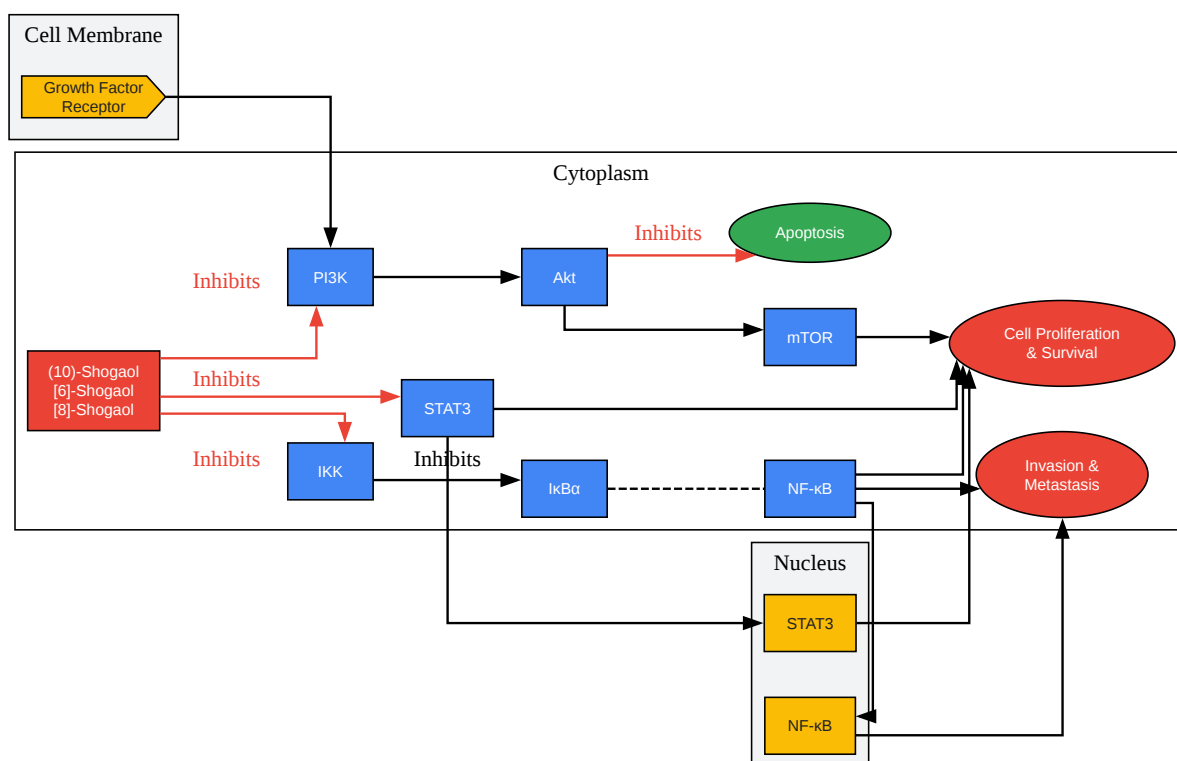 Cell Membrane
Growth Factor
Receptor
Cytoplasm
Inhibits
Apoptosis
Inhibits
PI3K
Akt
mTOR
Cell Proliferation
& Survival
(10)-Shogaol
[6]-Shogaol
[8]-Shogaol
Inhibits
STAT3
Inhibits
Inhibits
IKK
IκBα
NF-κB
Invasion &
Metastasis
Nucleus
STAT3
NF-κB